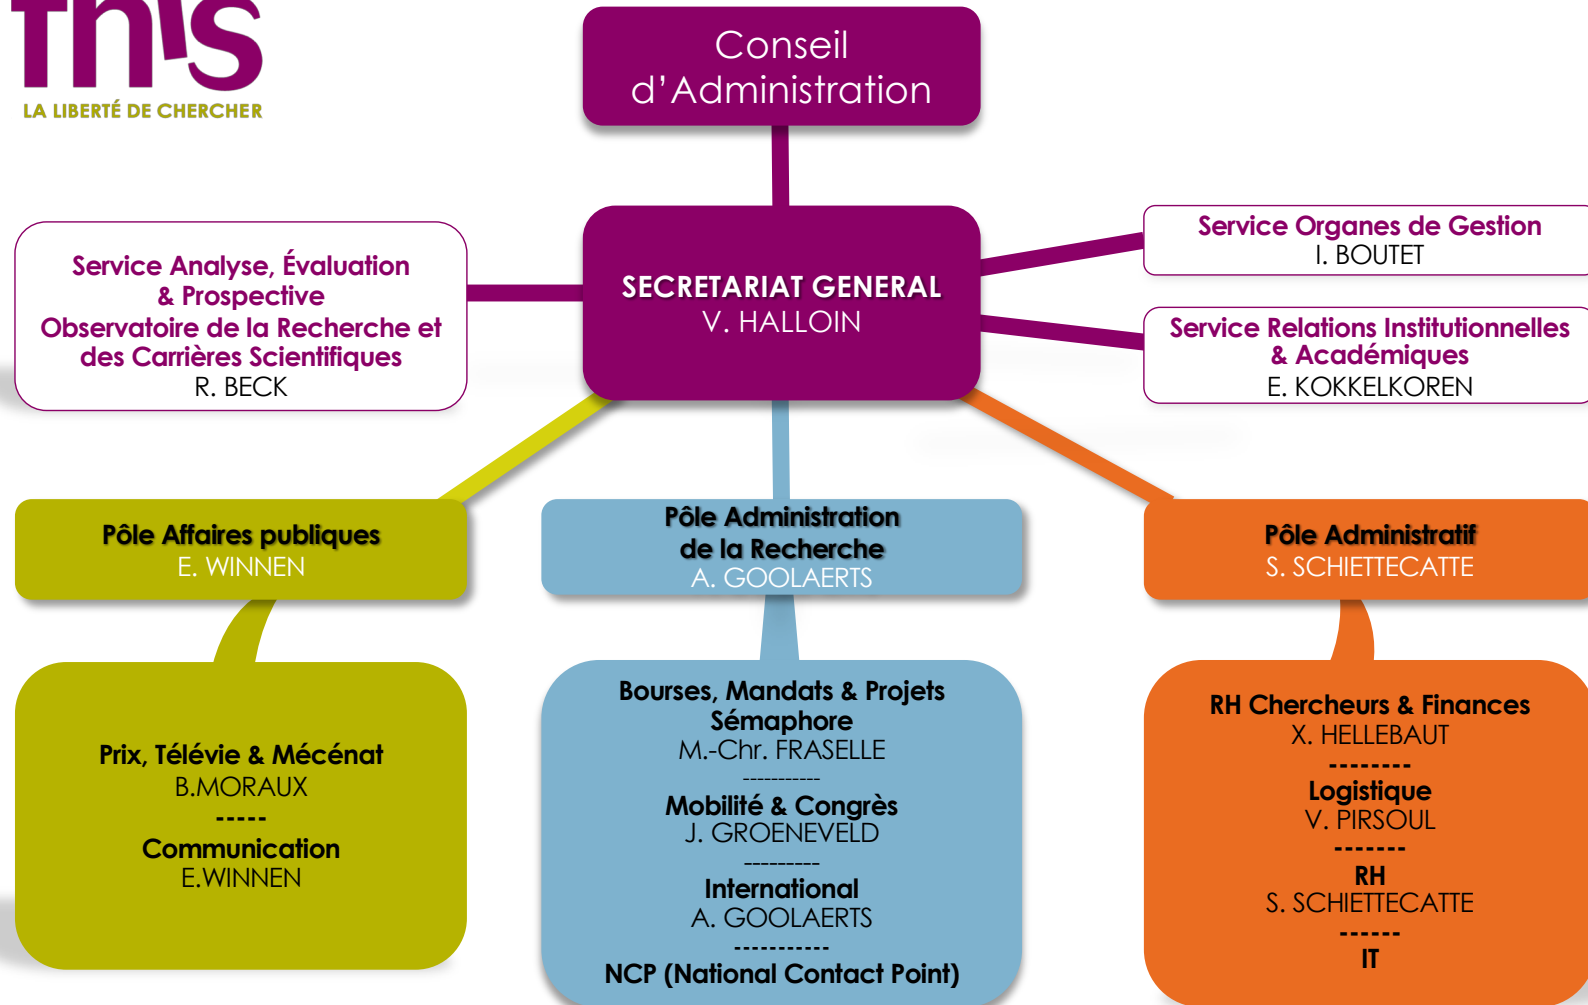 fnrs
LA LIBERTÉ DE CHERCHER
Conseil
d'Administration
SECRETARIAT GENERAL
V. HALLOIN
Service Analyse, Évaluation
& Prospective
Observatoire de la Recherche et
des Carrières Scientifiques
R. BECK
Service Organes de Gestion
I. BOUTET
Service Relations Institutionnelles
& Académiques
E. KOKKELKOREN
Pôle Affaires publiques
E. WINNEN
Pôle Administration
de la Recherche
A. GOOLAERTS
Pôle Administratif
S. SCHIETTECATTE
Prix, Télévie & Mécénat
B.MORAUX
-----
Communication
E.WINNEN
Bourses, Mandats & Projets
Sémaphore
M.-Chr. FRASELLE
-----------
Mobilité & Congrès
J. GROENEVELD
---------
International
A. GOOLAERTS
-----------
NCP (National Contact Point)
RH Chercheurs & Finances
X. HELLEBAUT
--------
Logistique
V. PIRSOUL
-------
RH
S. SCHIETTECATTE
------
IT